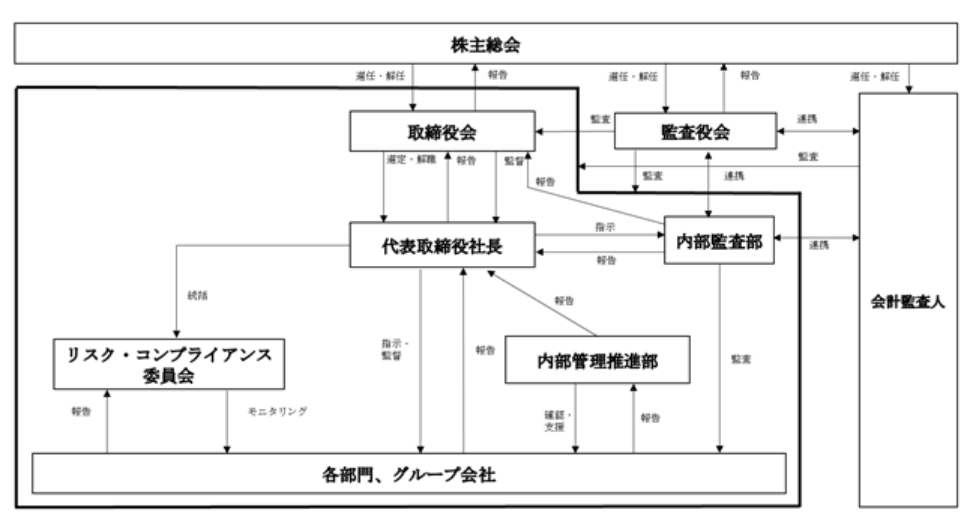 株主総会
選任・解任
報告
選任・解任
報告
選任・解任
取締役会
監査
監査役会
連携
監査
選定・解職
報告
監督
報告
監査
連携
代表取締役社長
指示
報告
内部監査部
連携
会計監査人
統括
報告
リスク・コンプライアンス
委員会
指示・
監督
報告
内部管理推進部
監査
報告
モニタリング
確認・
支援
報告
各部門、グループ会社